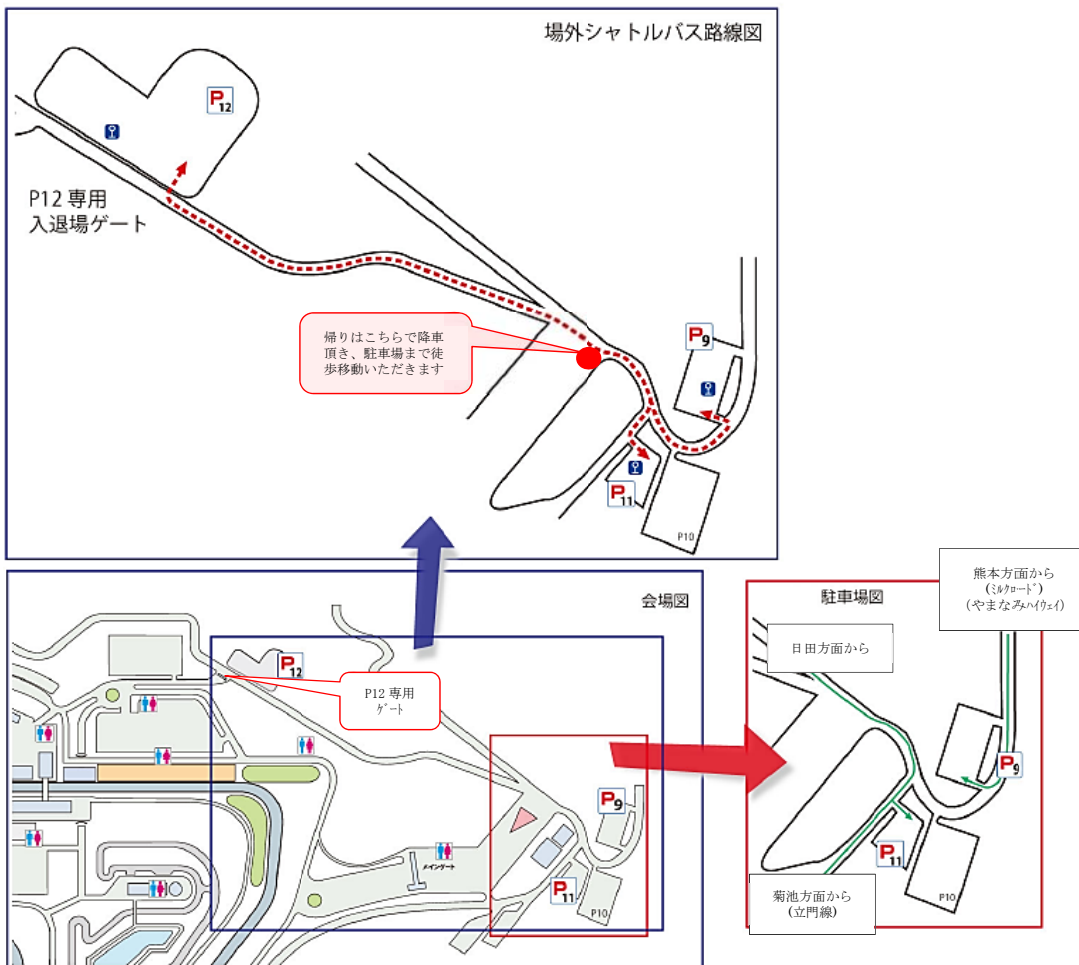 場外シャトルバス路線図
P12
P12 専用
入退場ゲート
帰りはこちらで降車
頂き、駐車場まで徒
歩移動いただきます
P9
P11
P10
会場図
P12
P12 専用
ｹﾞｰﾄ
P9
メインゲート
P11
P10
駐車場図
熊本方面から
(ﾐﾙｸﾛｰﾄﾞ)
(やまなみﾊｲｳｪｲ)
日田方面から
P9
P11
P10
菊池方面から
(立門線)